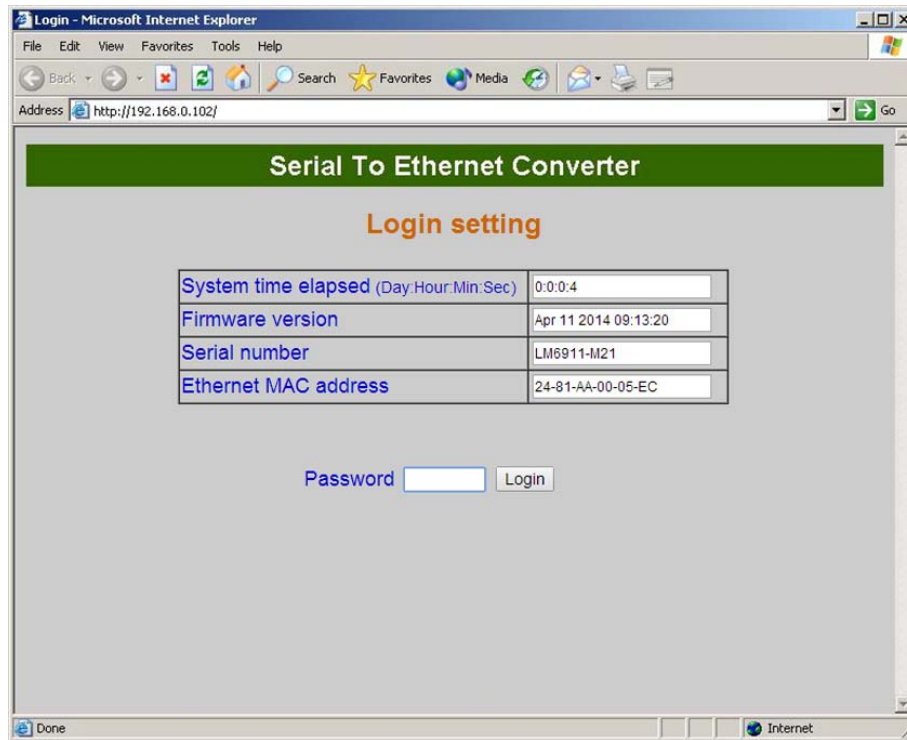 Login - Microsoft Internet Explorer
File Edit View Favorites Tools Help
Back Search Favorites Media
Address http://192.168.0.102/ Go
Serial To Ethernet Converter
Login setting
System time elapsed (Day:Hour:Min:Sec) 0:0:0:4
Firmware version Apr 11 2014 09:13:20
Serial number LM6911-M21
Ethernet MAC address 24-81-AA-00-05-EC
Password Login
Done Internet